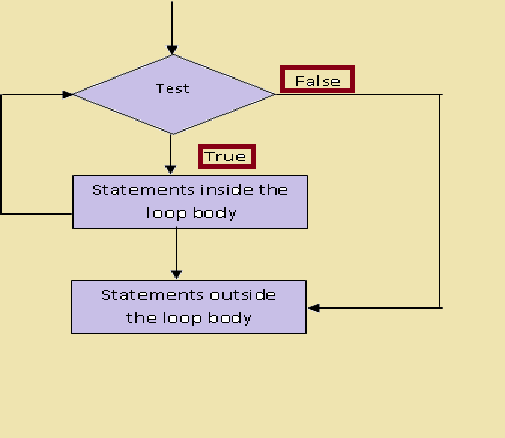 Test
False
True
Statements inside the
loop body
Statements outside
the loop body